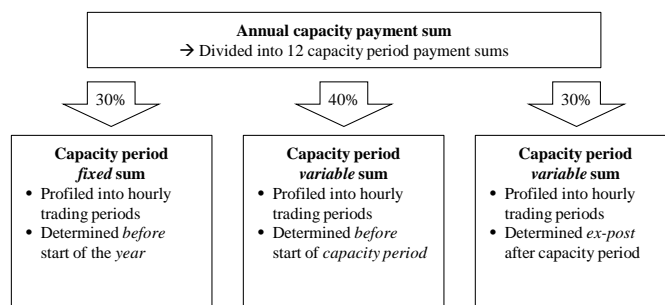 Annual capacity payment sum
→ Divided into 12 capacity period payment sums
30%
40%
30%
Capacity period
fixed sum
• Profiled into hourly
trading periods
• Determined before
start of the year
Capacity period
variable sum
• Profiled into hourly
trading periods
• Determined before
start of capacity period
Capacity period
variable sum
• Profiled into hourly
trading periods
• Determined ex-post
after capacity period